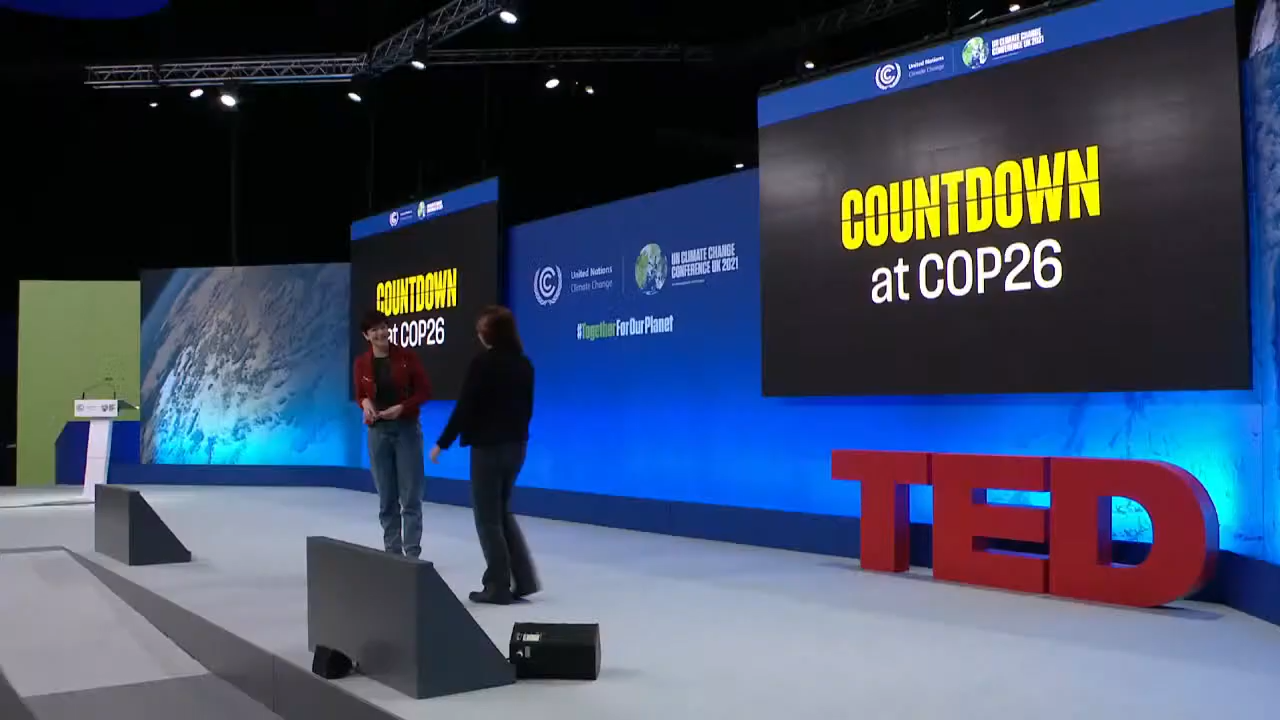 United Nations
Climate Change
UN CLIMATE CHANGE
CONFERENCE UK 2021
COUNTDOWN
at COP26
COUNTDOWN
at COP26
United Nations
Climate Change
UN CLIMATE CHANGE
CONFERENCE UK 2021
#TogetherForOurPlanet
TED